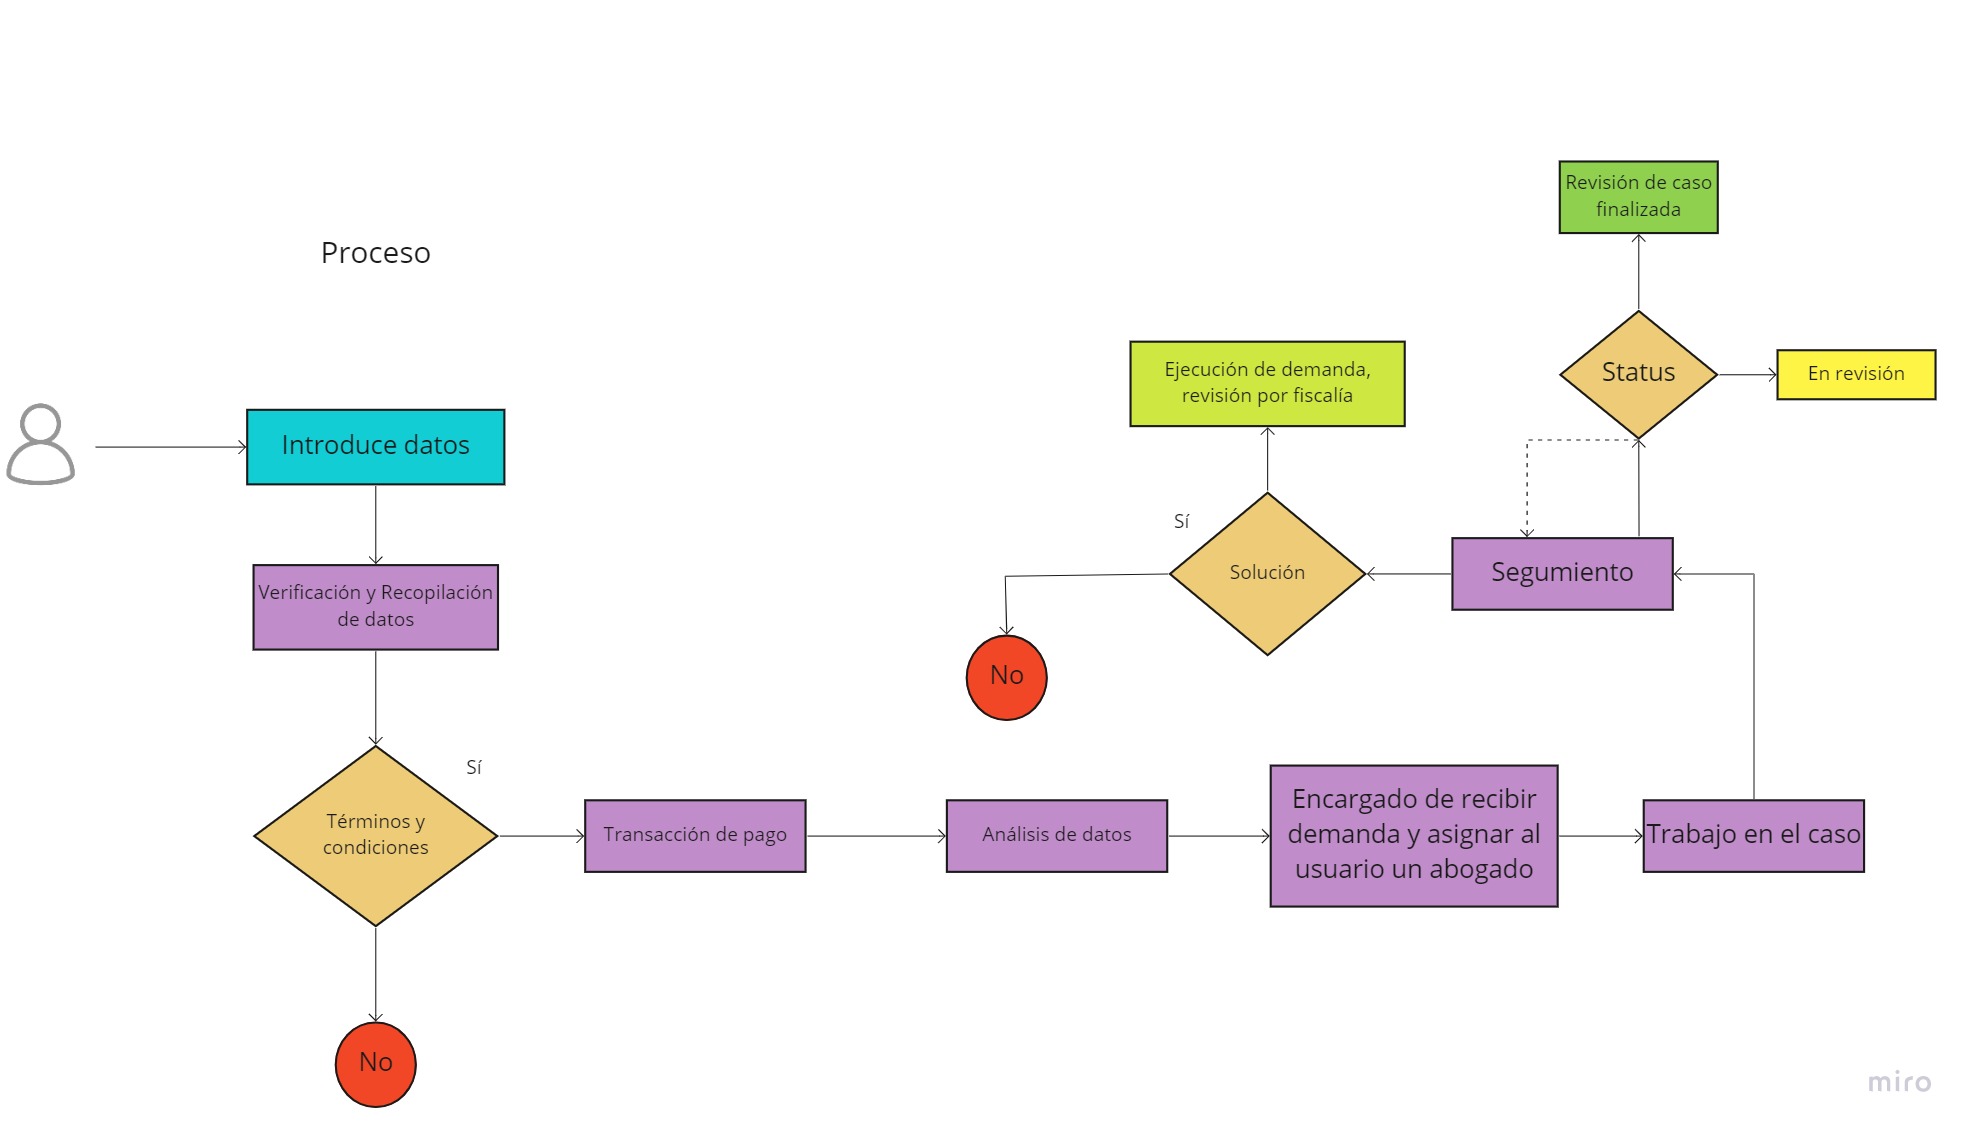 Proceso
Introduce datos
Verificación y Recopilación
de datos
Términos y
condiciones
Sí
No
Transacción de pago
Análisis de datos
Encargado de recibir
demanda y asignar al
usuario un abogado
Trabajo en el caso
Segumiento
Status
En revisión
Revisión de caso
finalizada
Solución
Sí
Ejecución de demanda,
revisión por fiscalía
No
miro